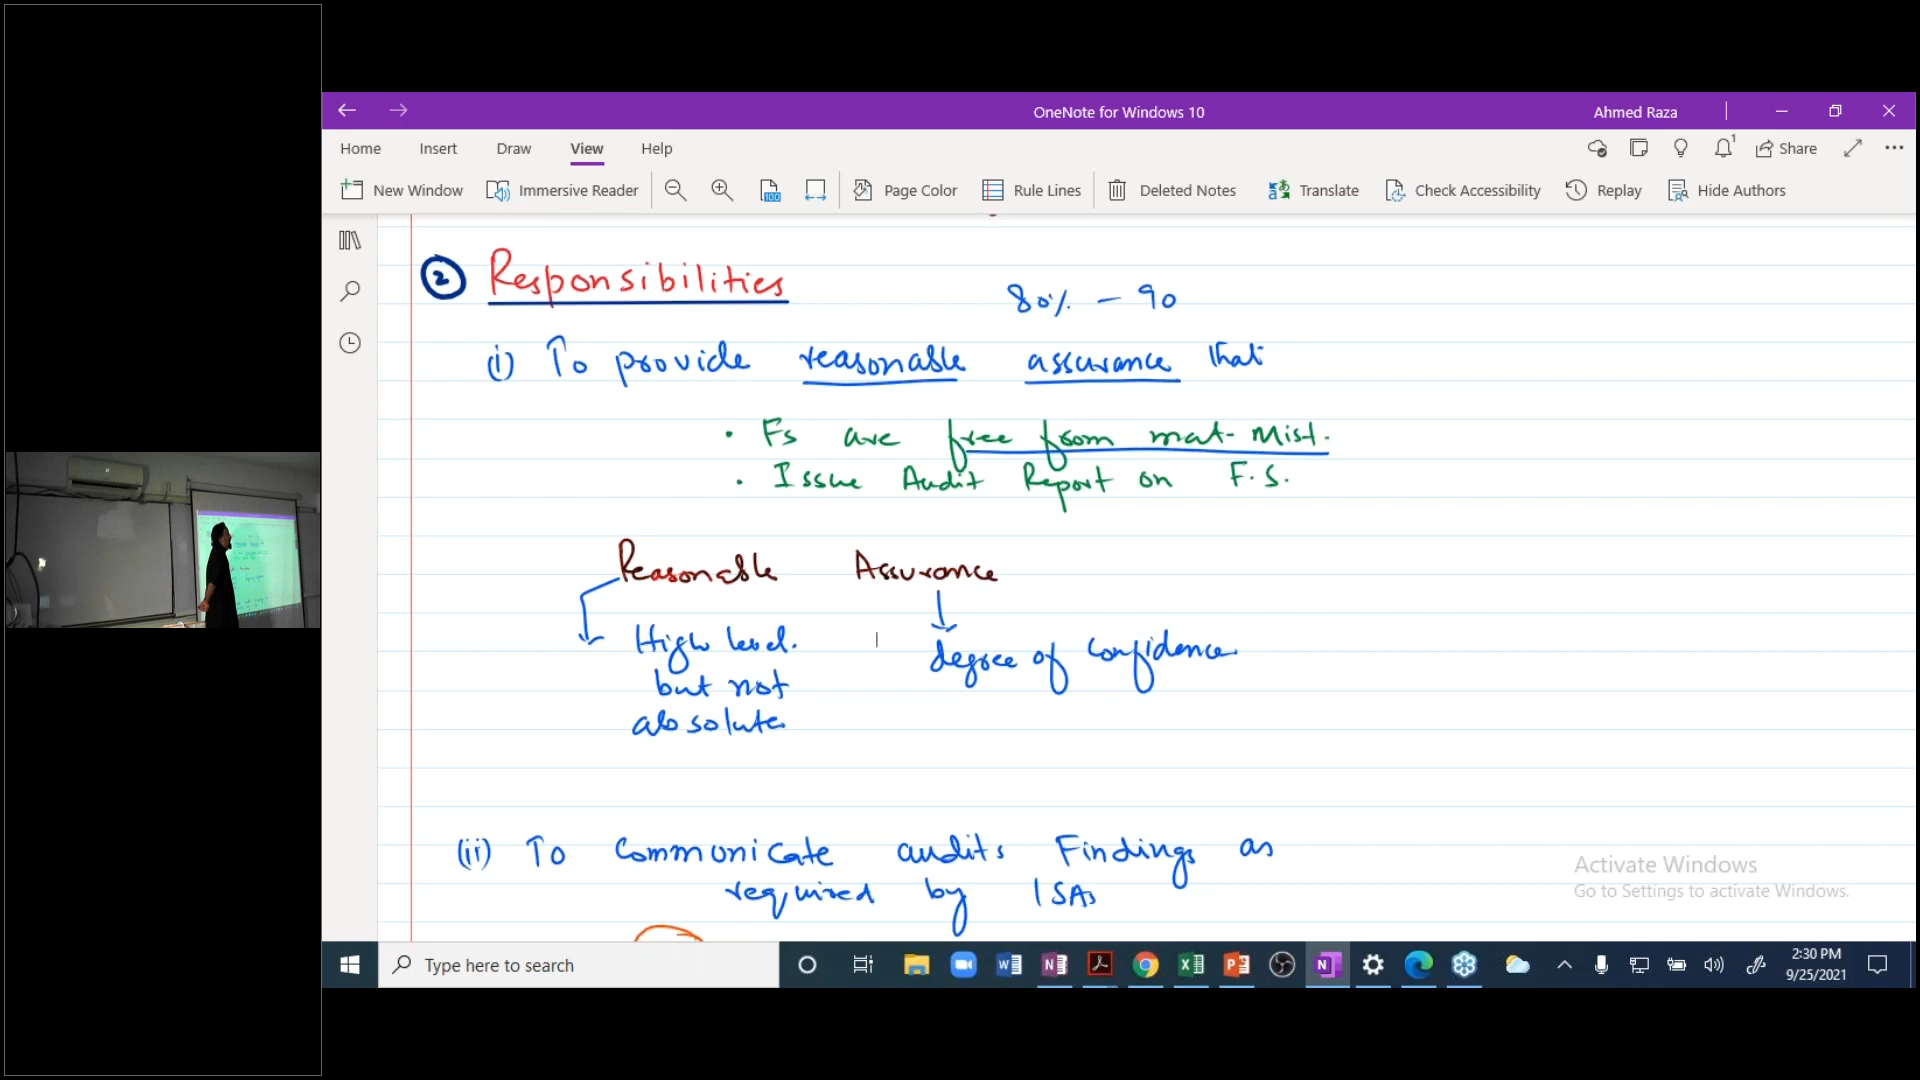 OneNote for Windows 10
Ahmed Raza
Home Insert Draw View Help
1
Share
New Window Immersive Reader 100 Page Color Rule Lines Deleted Notes Translate Check Accessibility Replay Hide Authors
2 Responsibilities
80% - 90
(i) To provide reasonable assurance that
• Fs are free from mat- Mist.
• Issue Audit Report on F.S.
Reasonable Assurance
High level. degree of Confidence
but not
absolute
(ii) To Communicate audits Findings as
required by ISAs
Activate Windows
Go to Settings to activate Windows.
Type here to search
2:30 PM
9/25/2021